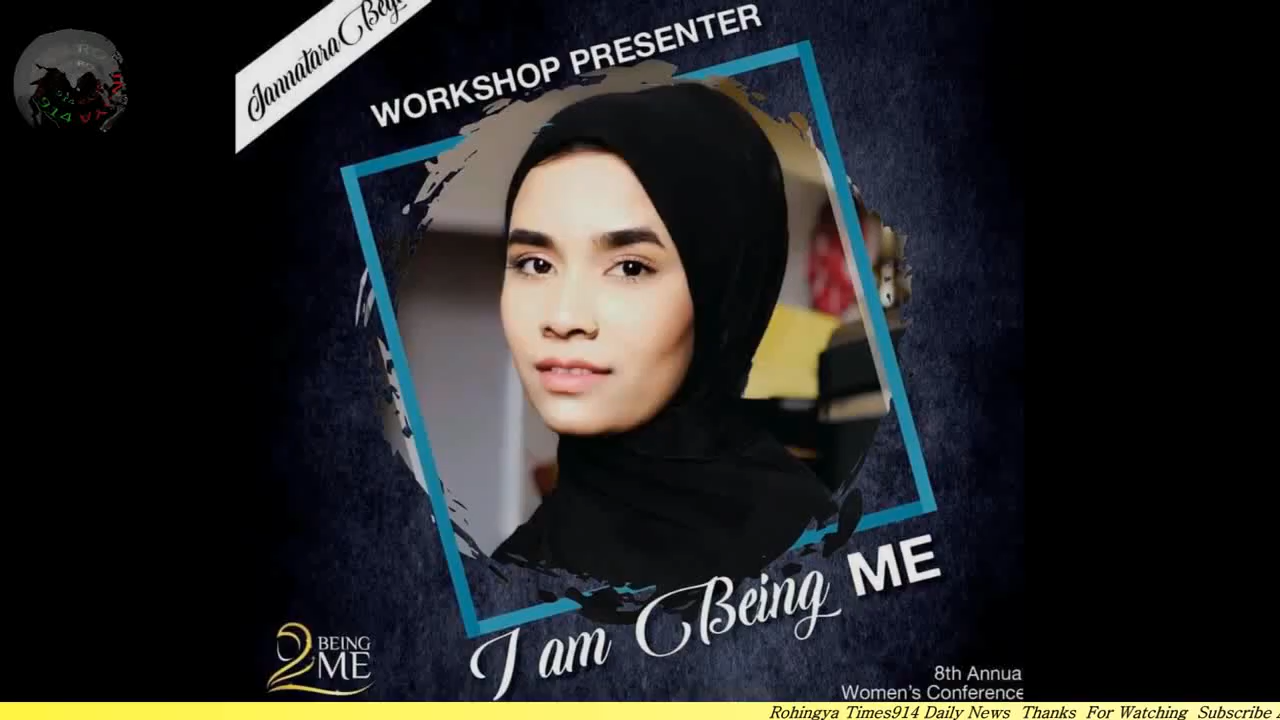 Jannatara
WORKSHOP PRESENTER
I am Being ME
2 BEING
ME
8th Annua
Women's Conference
Rohingya Times914 Daily News Thanks For Watching Subscribe